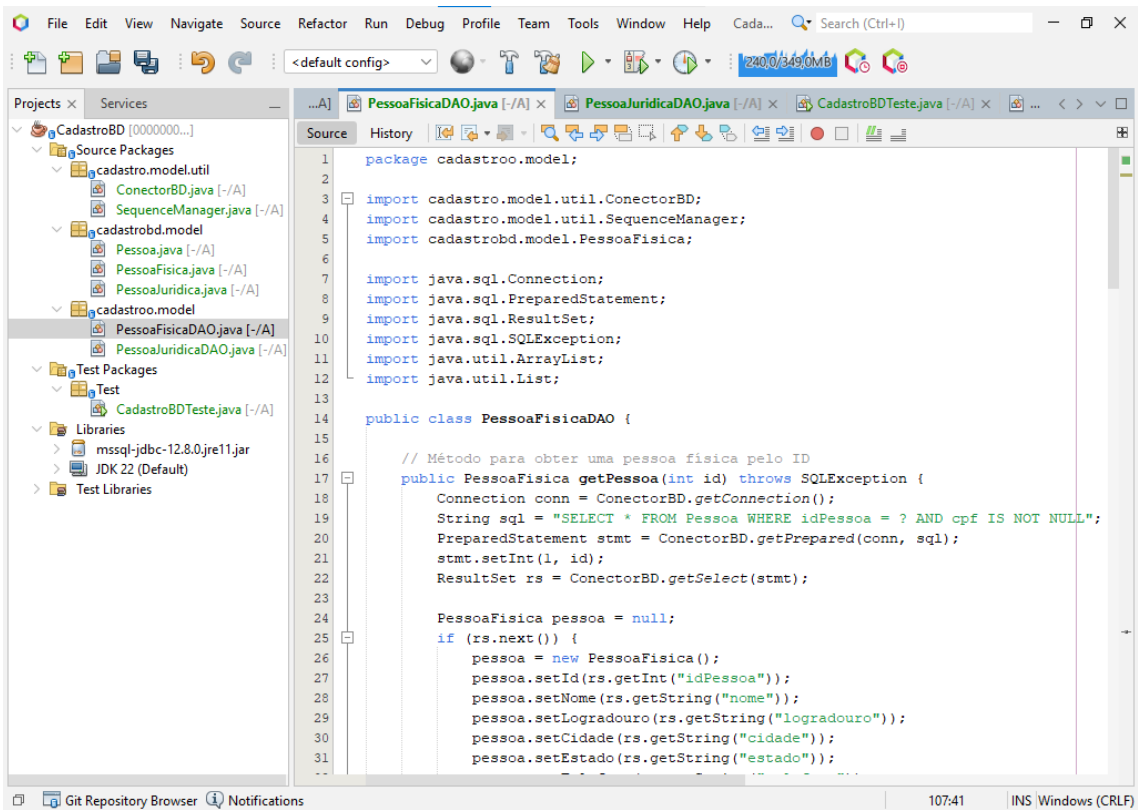 File Edit View Navigate Source Refactor Run Debug Profile Team Tools Window Help Cada... Search (Ctrl+I)
<default config> 240,0/349,0MB
Projects Services
CadastroBD [0000000...]
Source Packages
cadastro.model.util
ConectorBD.java [-/A]
SequenceManager.java [-/A]
cadastrobd.model
Pessoa.java [-/A]
PessoaFisica.java [-/A]
PessoaJuridica.java [-/A]
cadastroo.model
PessoaFisicaDAO.java [-/A]
PessoaJuridicaDAO.java [-/A]
Test Packages
Test
CadastroBDTeste.java [-/A]
Libraries
mssql-jdbc-12.8.0.jre11.jar
JDK 22 (Default)
Test Libraries
...A] PessoaFisicaDAO.java [-/A] PessoaJuridicaDAO.java [-/A] CadastroBDTeste.java [-/A] ...
Source History
1 package cadastroo.model;
2
3 import cadastro.model.util.ConectorBD;
4 import cadastro.model.util.SequenceManager;
5 import cadastrobd.model.PessoaFisica;
6
7 import java.sql.Connection;
8 import java.sql.PreparedStatement;
9 import java.sql.ResultSet;
10 import java.sql.SQLException;
11 import java.util.ArrayList;
12 import java.util.List;
13
14 public class PessoaFisicaDAO {
15
16 // Método para obter uma pessoa física pelo ID
17 public PessoaFisica getPessoa(int id) throws SQLException {
18 Connection conn = ConectorBD.getConnection();
19 String sql = "SELECT * FROM Pessoa WHERE idPessoa = ? AND cpf IS NOT NULL";
20 PreparedStatement stmt = ConectorBD.getPrepared(conn, sql);
21 stmt.setInt(1, id);
22 ResultSet rs = ConectorBD.getSelect(stmt);
23
24 PessoaFisica pessoa = null;
25 if (rs.next()) {
26 pessoa = new PessoaFisica();
27 pessoa.setId(rs.getInt("idPessoa"));
28 pessoa.setNome(rs.getString("nome"));
29 pessoa.setLogradouro(rs.getString("logradouro"));
30 pessoa.setCidade(rs.getString("cidade"));
31 pessoa.setEstado(rs.getString("estado"));
Git Repository Browser Notifications 107:41 INS Windows (CRLF)